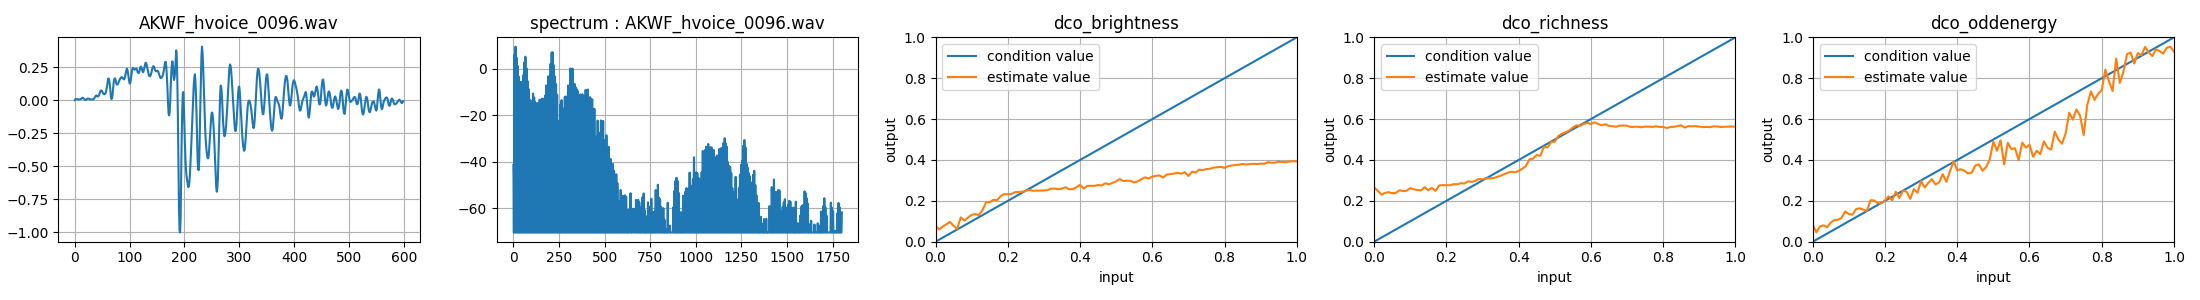 AKWF_hvoice_0096.wav
0.25
0.00
−0.25
−0.50
−0.75
−1.00
0 100 200 300 400 500 600
spectrum : AKWF_hvoice_0096.wav
0
−20
−40
−60
0 250 500 750 1000 1250 1500 1750
dco_brightness
condition value
estimate value
1.0
0.8
0.6
0.4
0.2
0.0
output
0.0 0.2 0.4 0.6 0.8 1.0
input
dco_richness
condition value
estimate value
1.0
0.8
0.6
0.4
0.2
0.0
output
0.0 0.2 0.4 0.6 0.8 1.0
input
dco_oddenergy
condition value
estimate value
1.0
0.8
0.6
0.4
0.2
0.0
output
0.0 0.2 0.4 0.6 0.8 1.0
input